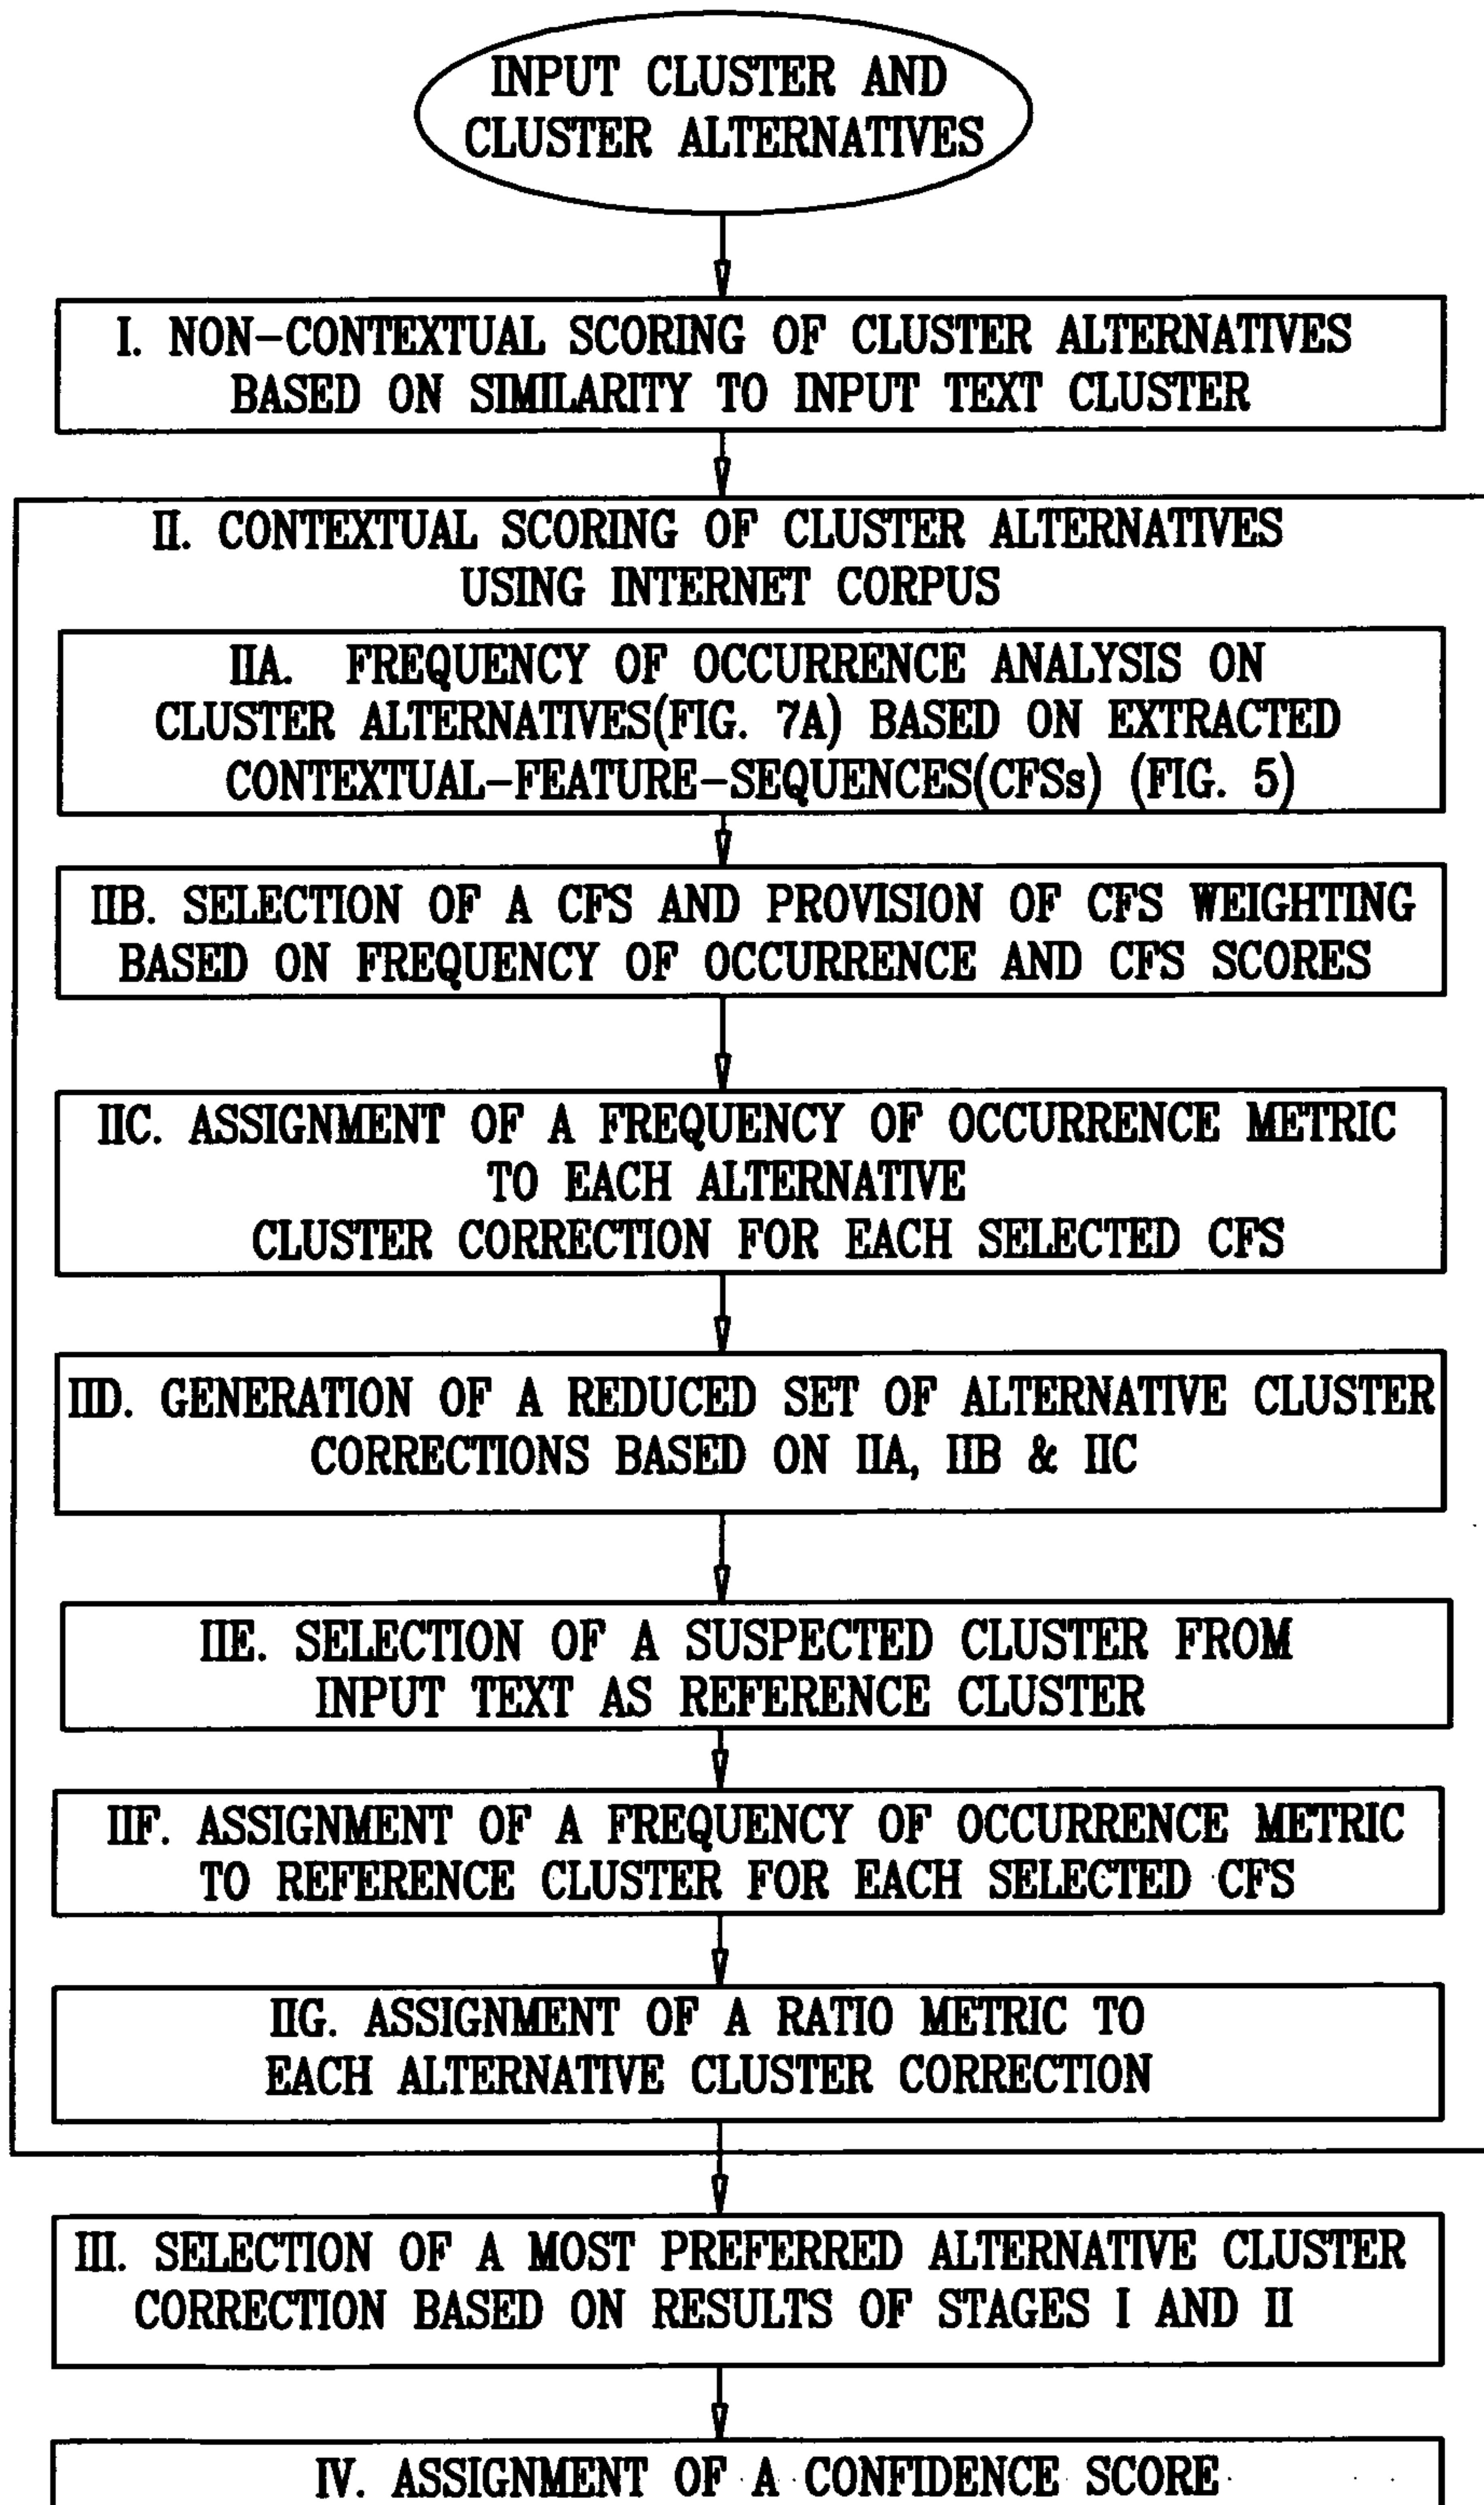 INPUT CLUSTER AND
CLUSTER ALTERNATIVES
I. NON-CONTEXTUAL SCORING OF CLUSTER ALTERNATIVES
BASED ON SIMILARITY TO INPUT TEXT CLUSTER
II. CONTEXTUAL SCORING OF CLUSTER ALTERNATIVES
USING INTERNET CORPUS
IIA. FREQUENCY OF OCCURRENCE ANALYSIS ON
CLUSTER ALTERNATIVES(FIG. 7A) BASED ON EXTRACTED
CONTEXTUAL-FEATURE-SEQUENCES(CFSs) (FIG. 5)
IIB. SELECTION OF A CFS AND PROVISION OF CFS WEIGHTING
BASED ON FREQUENCY OF OCCURRENCE AND CFS SCORES
IIC. ASSIGNMENT OF A FREQUENCY OF OCCURRENCE METRIC
TO EACH ALTERNATIVE
CLUSTER CORRECTION FOR EACH SELECTED CFS
IID. GENERATION OF A REDUCED SET OF ALTERNATIVE CLUSTER
CORRECTIONS BASED ON IIA, IIB & IIC
IIE. SELECTION OF A SUSPECTED CLUSTER FROM
INPUT TEXT AS REFERENCE CLUSTER
IIF. ASSIGNMENT OF A FREQUENCY OF OCCURRENCE METRIC
TO REFERENCE CLUSTER FOR EACH SELECTED CFS
IIG. ASSIGNMENT OF A RATIO METRIC TO
EACH ALTERNATIVE CLUSTER CORRECTION
III. SELECTION OF A MOST PREFERRED ALTERNATIVE CLUSTER
CORRECTION BASED ON RESULTS OF STAGES I AND II
IV. ASSIGNMENT OF A CONFIDENCE SCORE